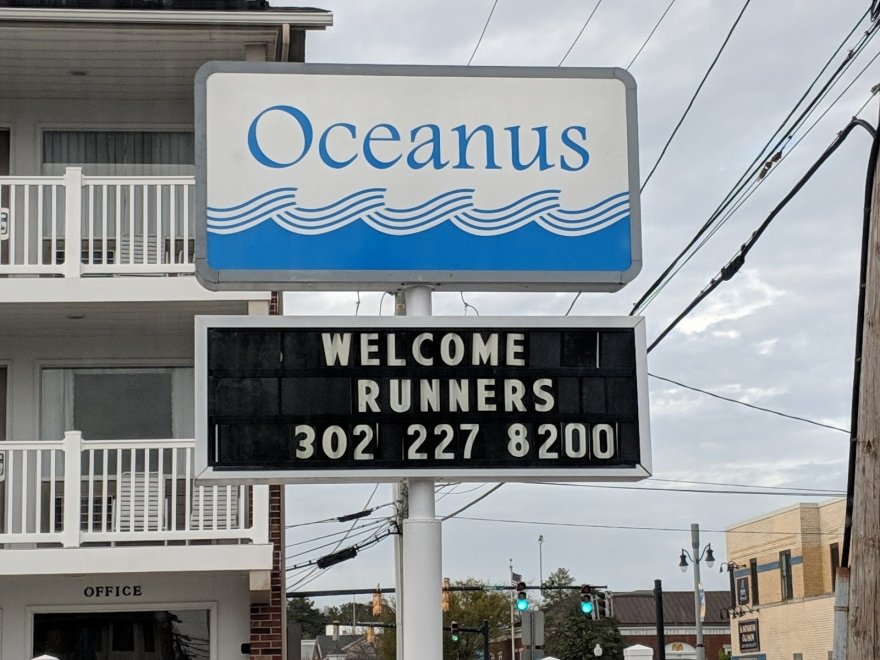 Oceanus
WELCOME
RUNNERS
302 227 8200
OFFICE